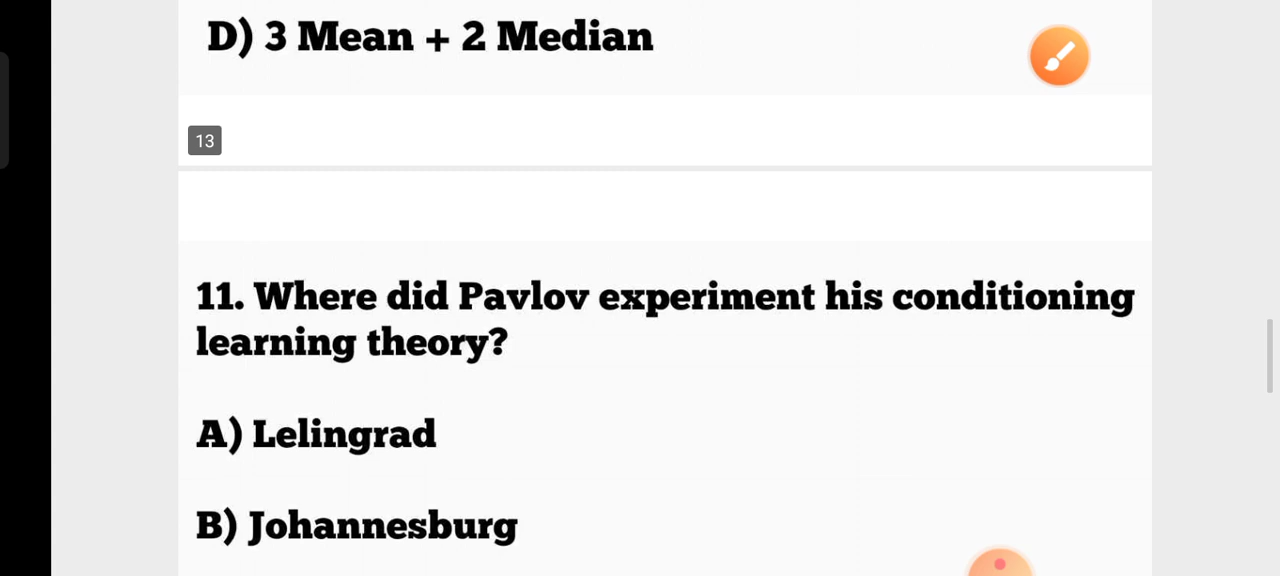 D) 3 Mean + 2 Median
13
11. Where did Pavlov experiment his conditioning
learning theory?
A) Lelingrad
B) Johannesburg